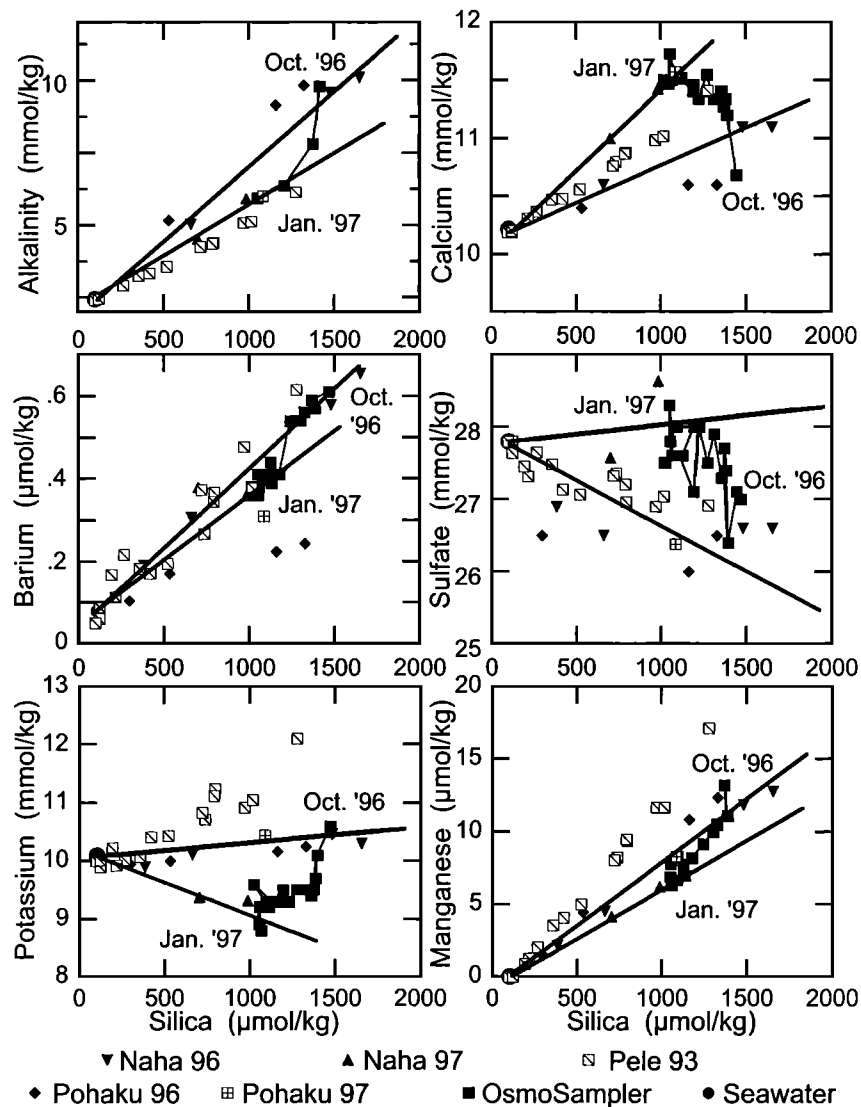 Alkalinity (mmol/kg)
10
5
0 500 1000 1500 2000
Oct. '96
Jan. '97
Calcium (mmol/kg)
12
11
10
0 500 1000 1500 2000
Jan. '97
Oct. '96
Barium (µmol/kg)
.6
.4
.2
0
0 500 1000 1500 2000
Oct.
'96
Jan. '97
Sulfate (mmol/kg)
29
28
27
26
25
0 500 1000 1500 2000
Jan. '97
Oct. '96
Potassium (mmol/kg)
13
12
11
10
9
8
0 500 1000 1500 2000
Silica (µmol/kg)
Oct. '96
Jan. '97
Manganese (µmol/kg)
20
15
10
5
0
0 500 1000 1500 2000
Silica (µmol/kg)
Oct. '96
Jan. '97
Naha 96 Naha 97 Pele 93
Pohaku 96 Pohaku 97 OsmoSampler Seawater